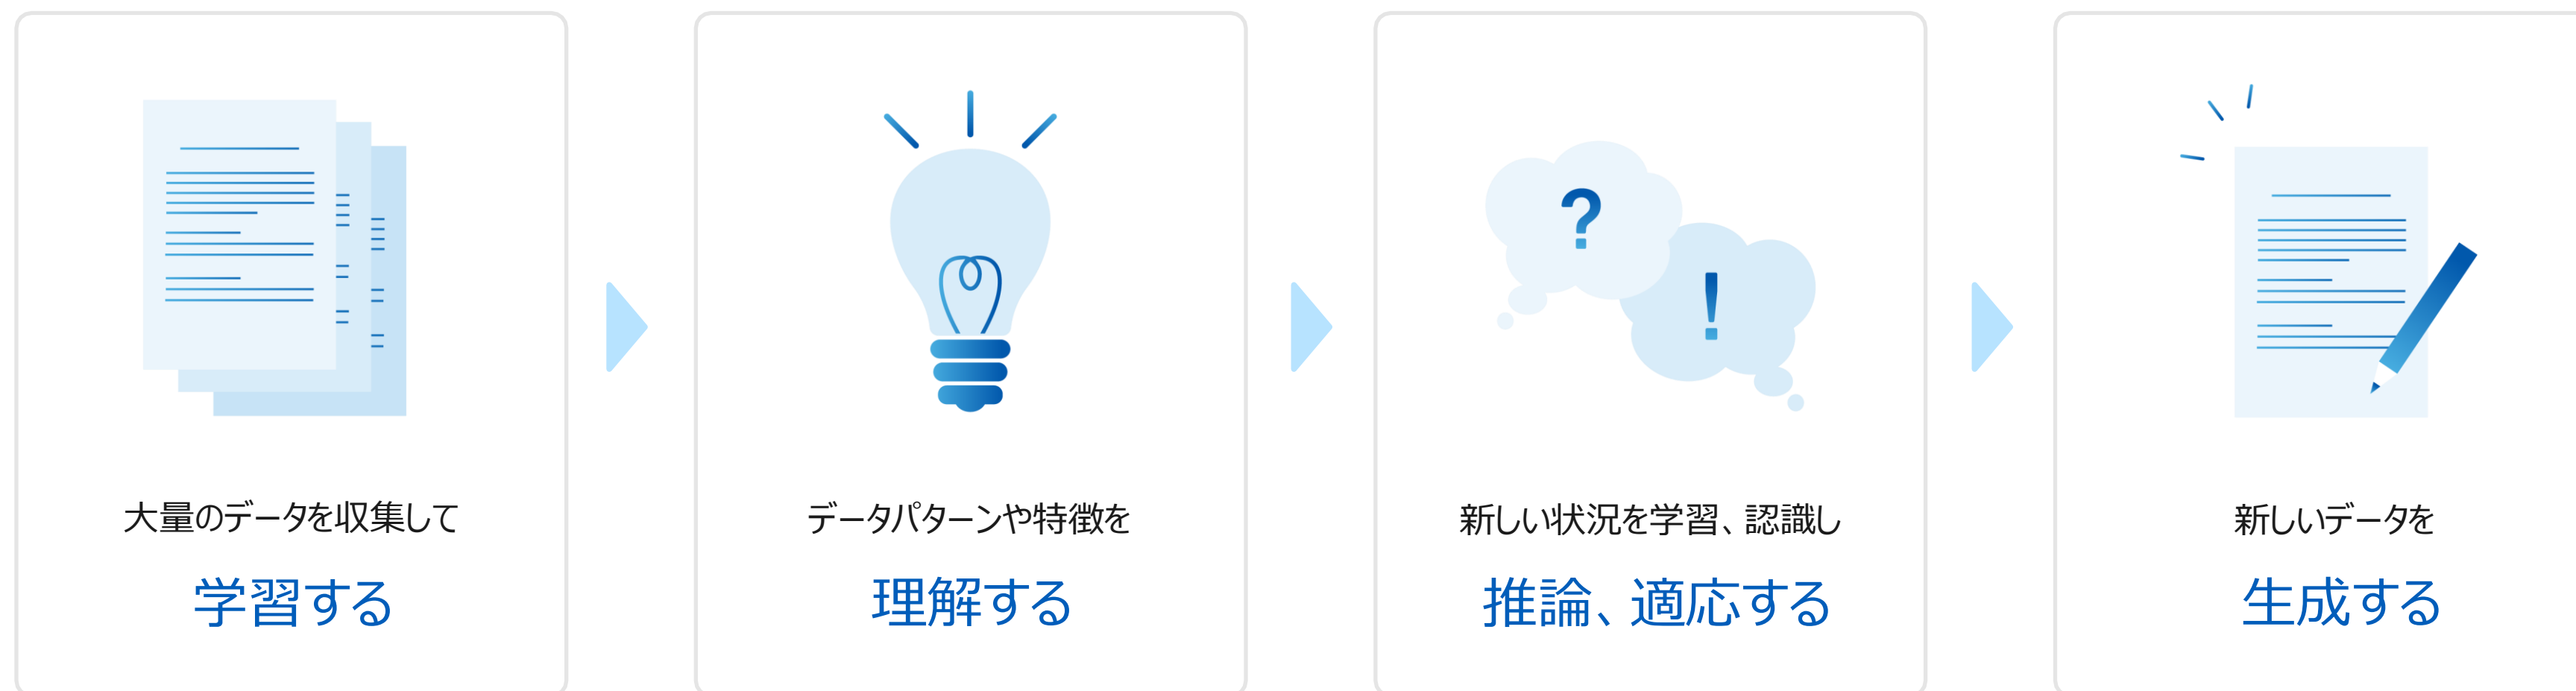 大量のデータを収集して
学習する
データパターンや特徴を
理解する
?
!
新しい状況を学習、認識し
推論、適応する
新しいデータを
生成する